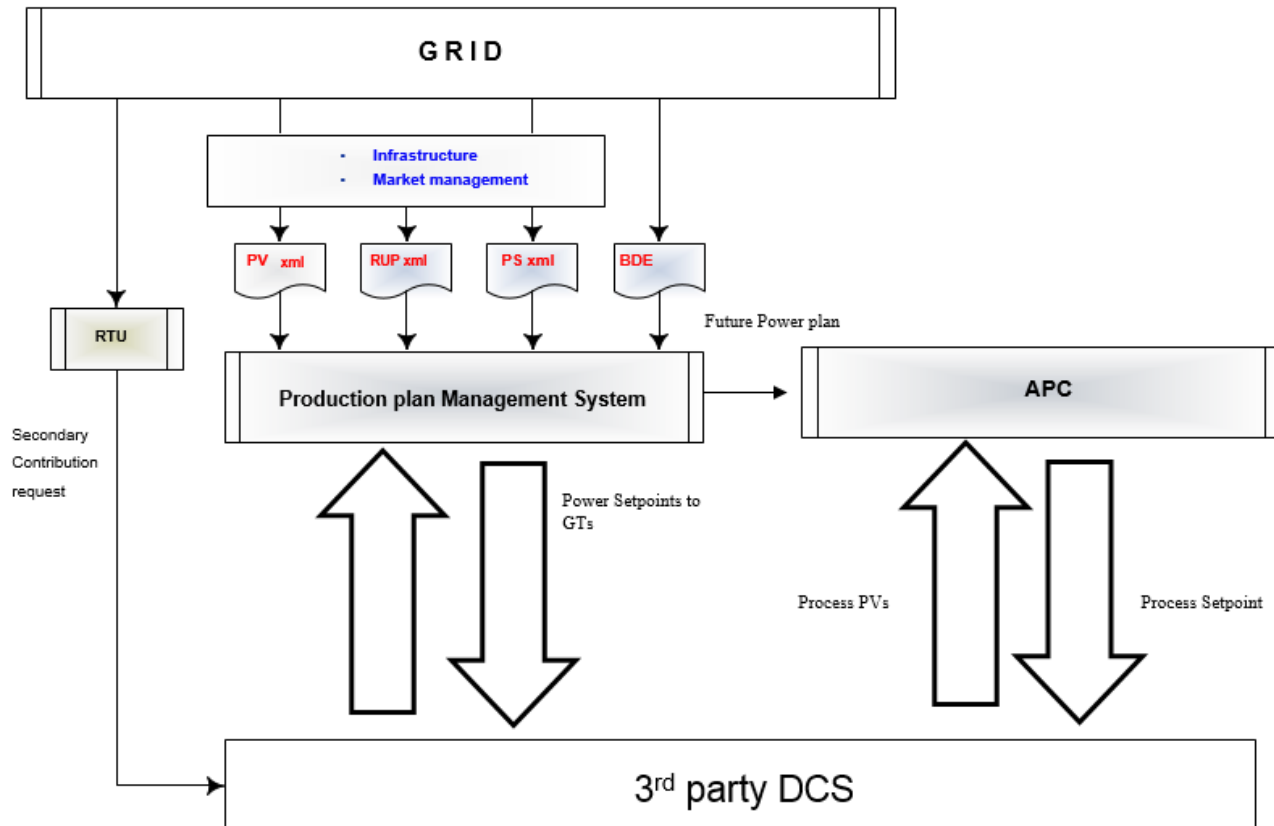 G R I D
· Infrastructure
· Market management
PV xml
RUP xml
PS xml
BDE
RTU
Future Power plan
Production plan Management System
APC
Secondary
Contribution
request
Power Setpoints to
GTs
Process PVs
Process Setpoint
3rd party DCS